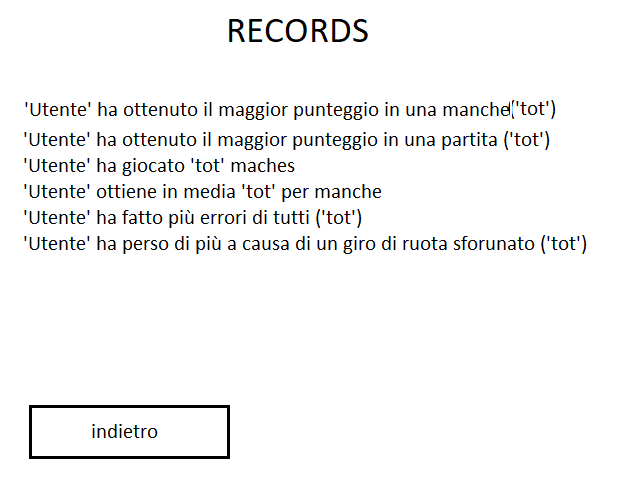 RECORDS
'Utente' ha ottenuto il maggior punteggio in una manche('tot')
'Utente' ha ottenuto il maggior punteggio in una partita ('tot')
'Utente' ha giocato 'tot' maches
'Utente' ottiene in media 'tot' per manche
'Utente' ha fatto più errori di tutti ('tot')
'Utente' ha perso di più a causa di un giro di ruota sforunato ('tot')
indietro